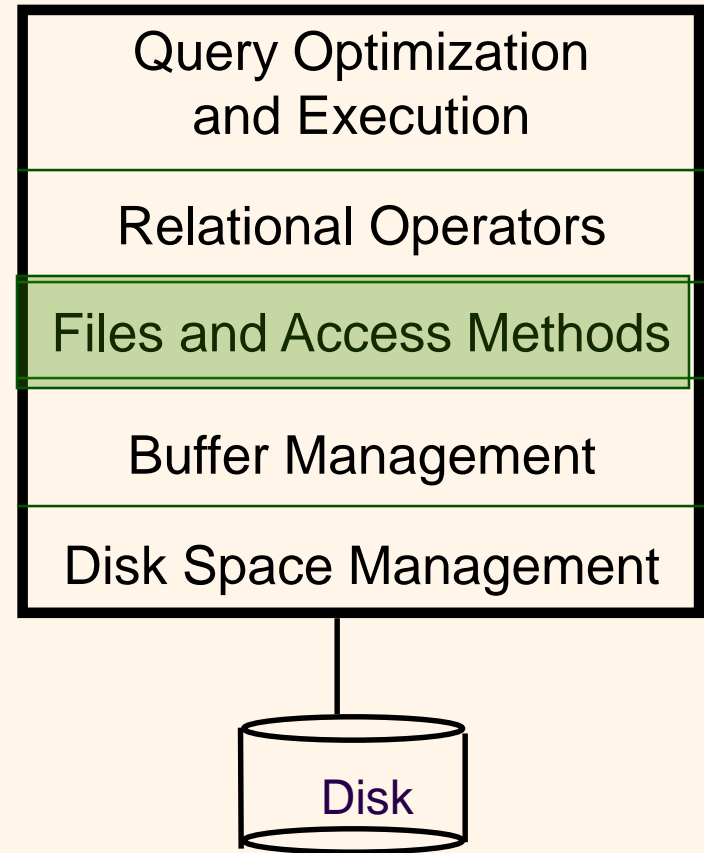 Query Optimization
and Execution
Relational Operators
Files and Access Methods
Buffer Management
Disk Space Management
Disk